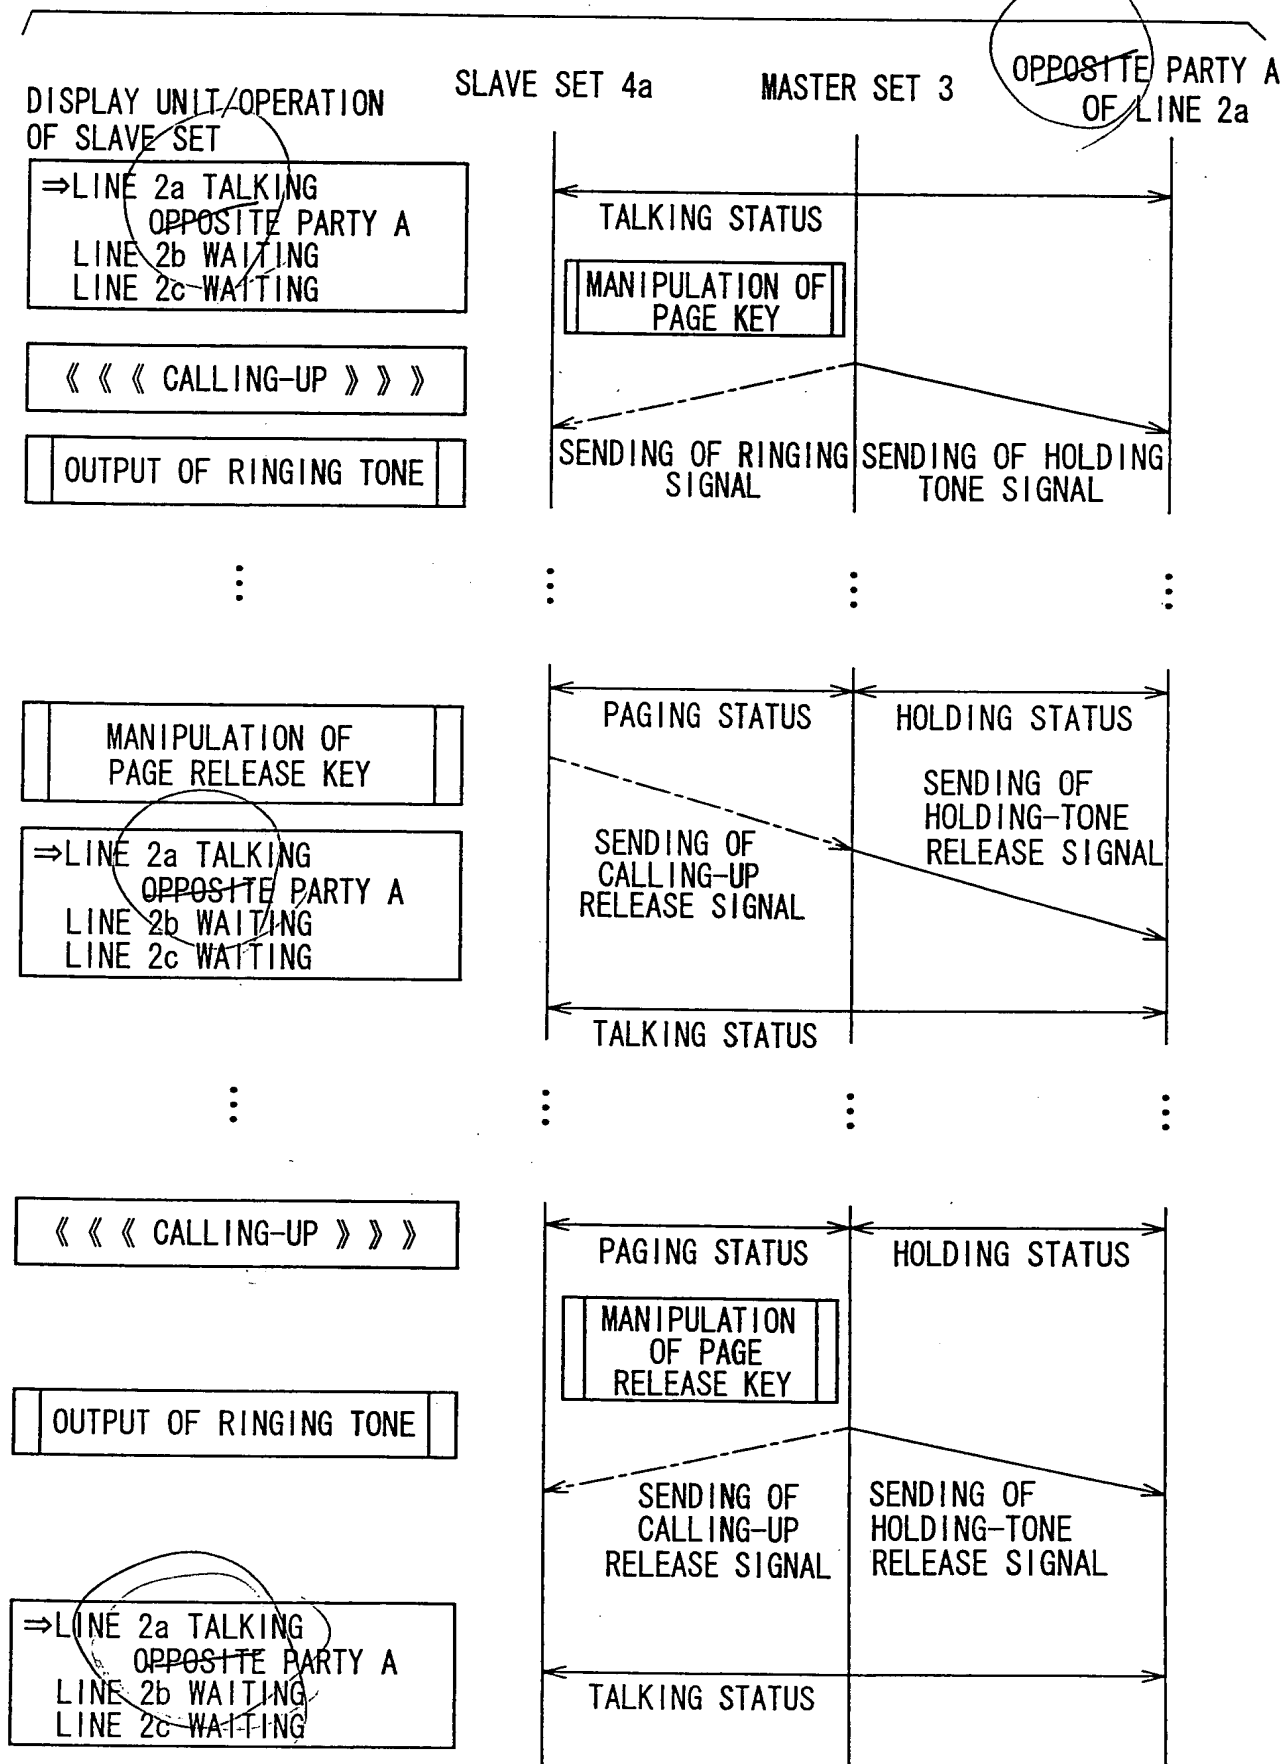 DISPLAY UNIT/OPERATION
OF SLAVE SET
SLAVE SET 4a
MASTER SET 3
OPPOSITE PARTY A
OF LINE 2a
⇒LINE 2a TALKING
OPPOSITE PARTY A
LINE 2b WAITING
LINE 2c WAITING
TALKING STATUS
MANIPULATION OF
PAGE KEY
《《《 CALLING-UP 》》》
OUTPUT OF RINGING TONE
SENDING OF RINGING
SIGNAL
SENDING OF HOLDING
TONE SIGNAL
PAGING STATUS
HOLDING STATUS
MANIPULATION OF
PAGE RELEASE KEY
SENDING OF
HOLDING-TONE
RELEASE SIGNAL
SENDING OF
CALLING-UP
RELEASE SIGNAL
⇒LINE 2a TALKING
OPPOSITE PARTY A
LINE 2b WAITING
LINE 2c WAITING
TALKING STATUS
《《《 CALLING-UP 》》》
PAGING STATUS
HOLDING STATUS
MANIPULATION
OF PAGE
RELEASE KEY
OUTPUT OF RINGING TONE
SENDING OF
CALLING-UP
RELEASE SIGNAL
SENDING OF
HOLDING-TONE
RELEASE SIGNAL
⇒LINE 2a TALKING
OPPOSITE PARTY A
LINE 2b WAITING
LINE 2c WAITING
TALKING STATUS